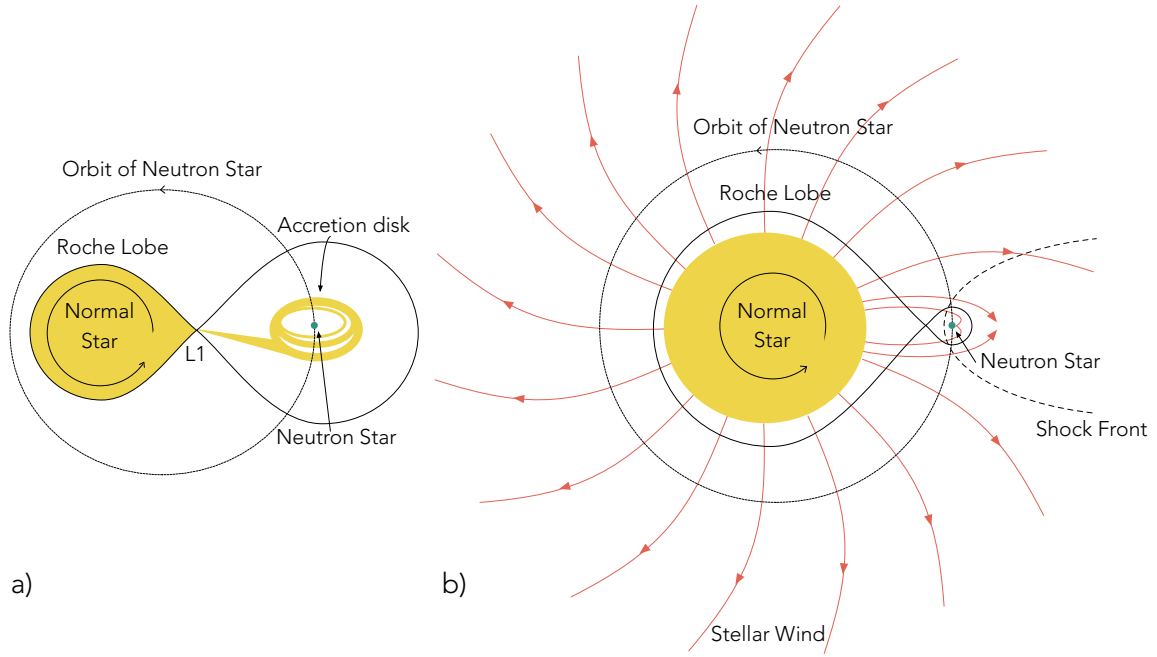 Orbit of Neutron Star
Roche Lobe
Accretion disk
Normal
Star
L1
Neutron Star
a)
Orbit of Neutron Star
Roche Lobe
Normal
Star
Neutron Star
Shock Front
Stellar Wind
b)